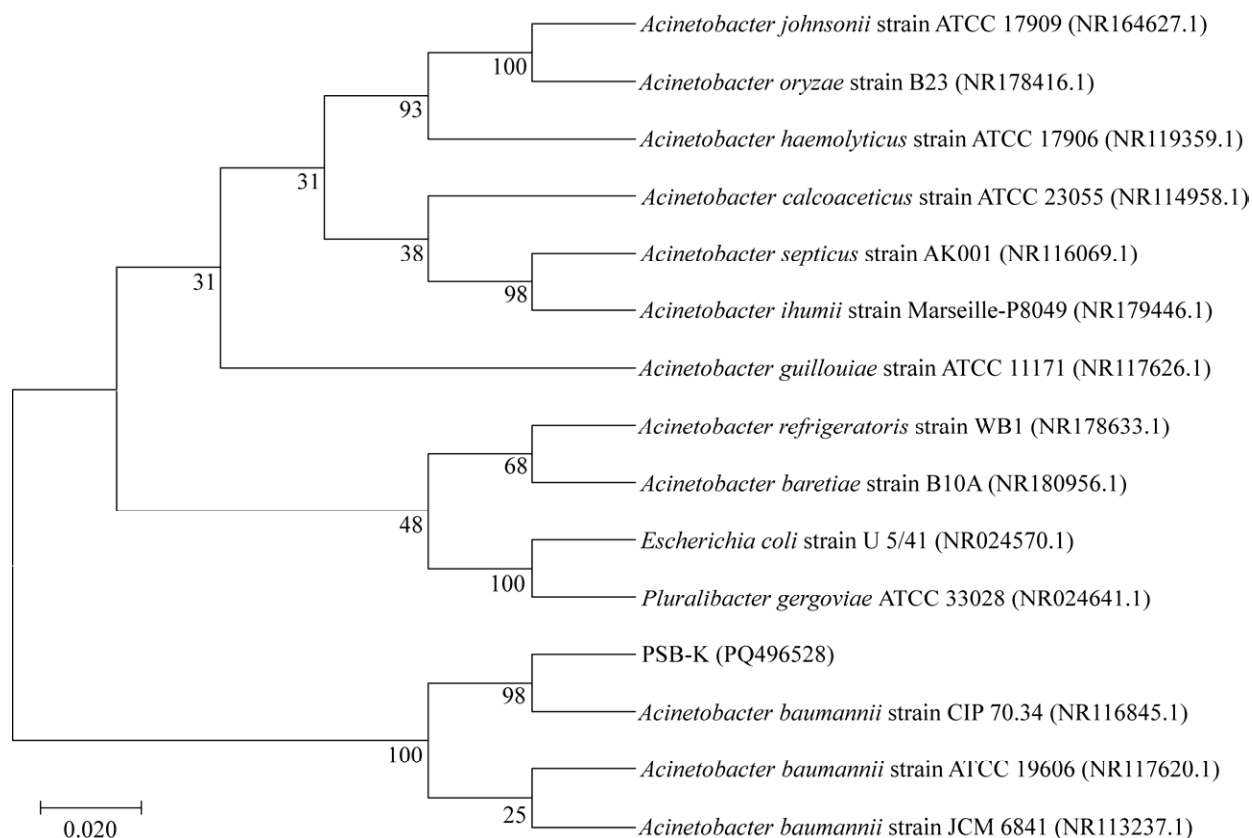 Acinetobacter johnsonii strain ATCC 17909 (NR164627.1)
100
Acinetobacter oryzae strain B23 (NR178416.1)
93
Acinetobacter haemolyticus strain ATCC 17906 (NR119359.1)
31
Acinetobacter calcoaceticus strain ATCC 23055 (NR114958.1)
38
Acinetobacter septicus strain AK001 (NR116069.1)
31
98
Acinetobacter ihumii strain Marseille-P8049 (NR179446.1)
Acinetobacter guillouiae strain ATCC 11171 (NR117626.1)
Acinetobacter refrigeratoris strain WB1 (NR178633.1)
68
Acinetobacter baretiae strain B10A (NR180956.1)
48
Escherichia coli strain U 5/41 (NR024570.1)
100
Pluralibacter gergoviae ATCC 33028 (NR024641.1)
PSB-K (PQ496528)
98
Acinetobacter baumannii strain CIP 70.34 (NR116845.1)
100
Acinetobacter baumannii strain ATCC 19606 (NR117620.1)
25
Acinetobacter baumannii strain JCM 6841 (NR113237.1)
0.020